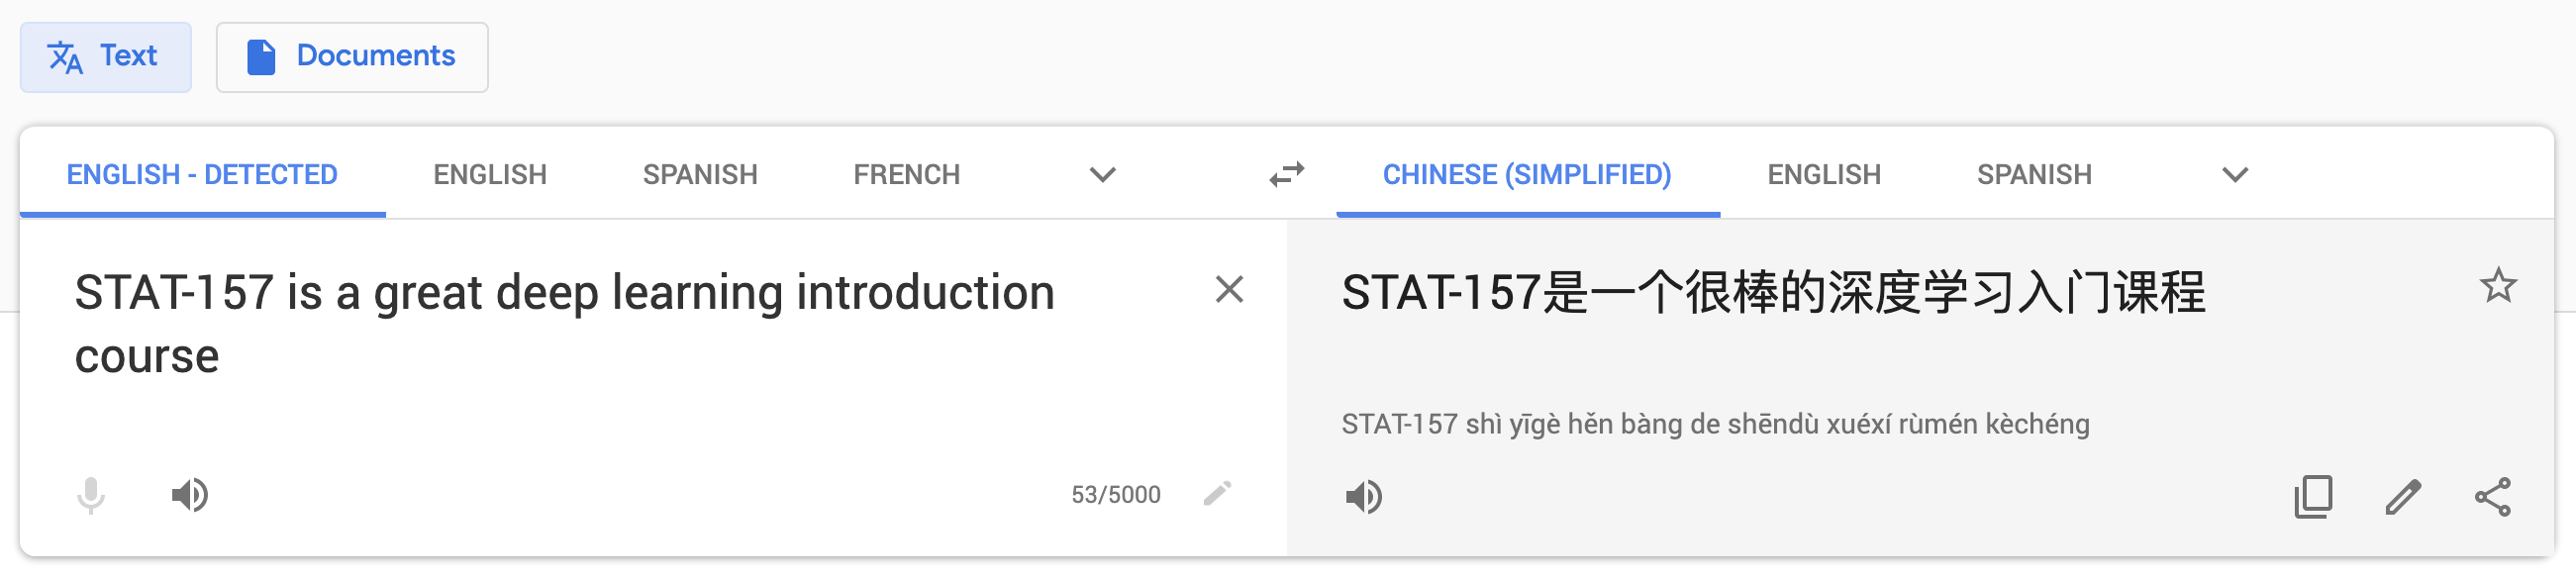 Text
Documents
ENGLISH - DETECTED
ENGLISH
SPANISH
FRENCH
CHINESE (SIMPLIFIED)
ENGLISH
SPANISH
STAT-157 is a great deep learning introduction
course
53/5000
STAT-157是一个很棒的深度学习入门课程
STAT-157 shì yīgè hěn bàng de shēndù xuéxí rùmén kèchéng